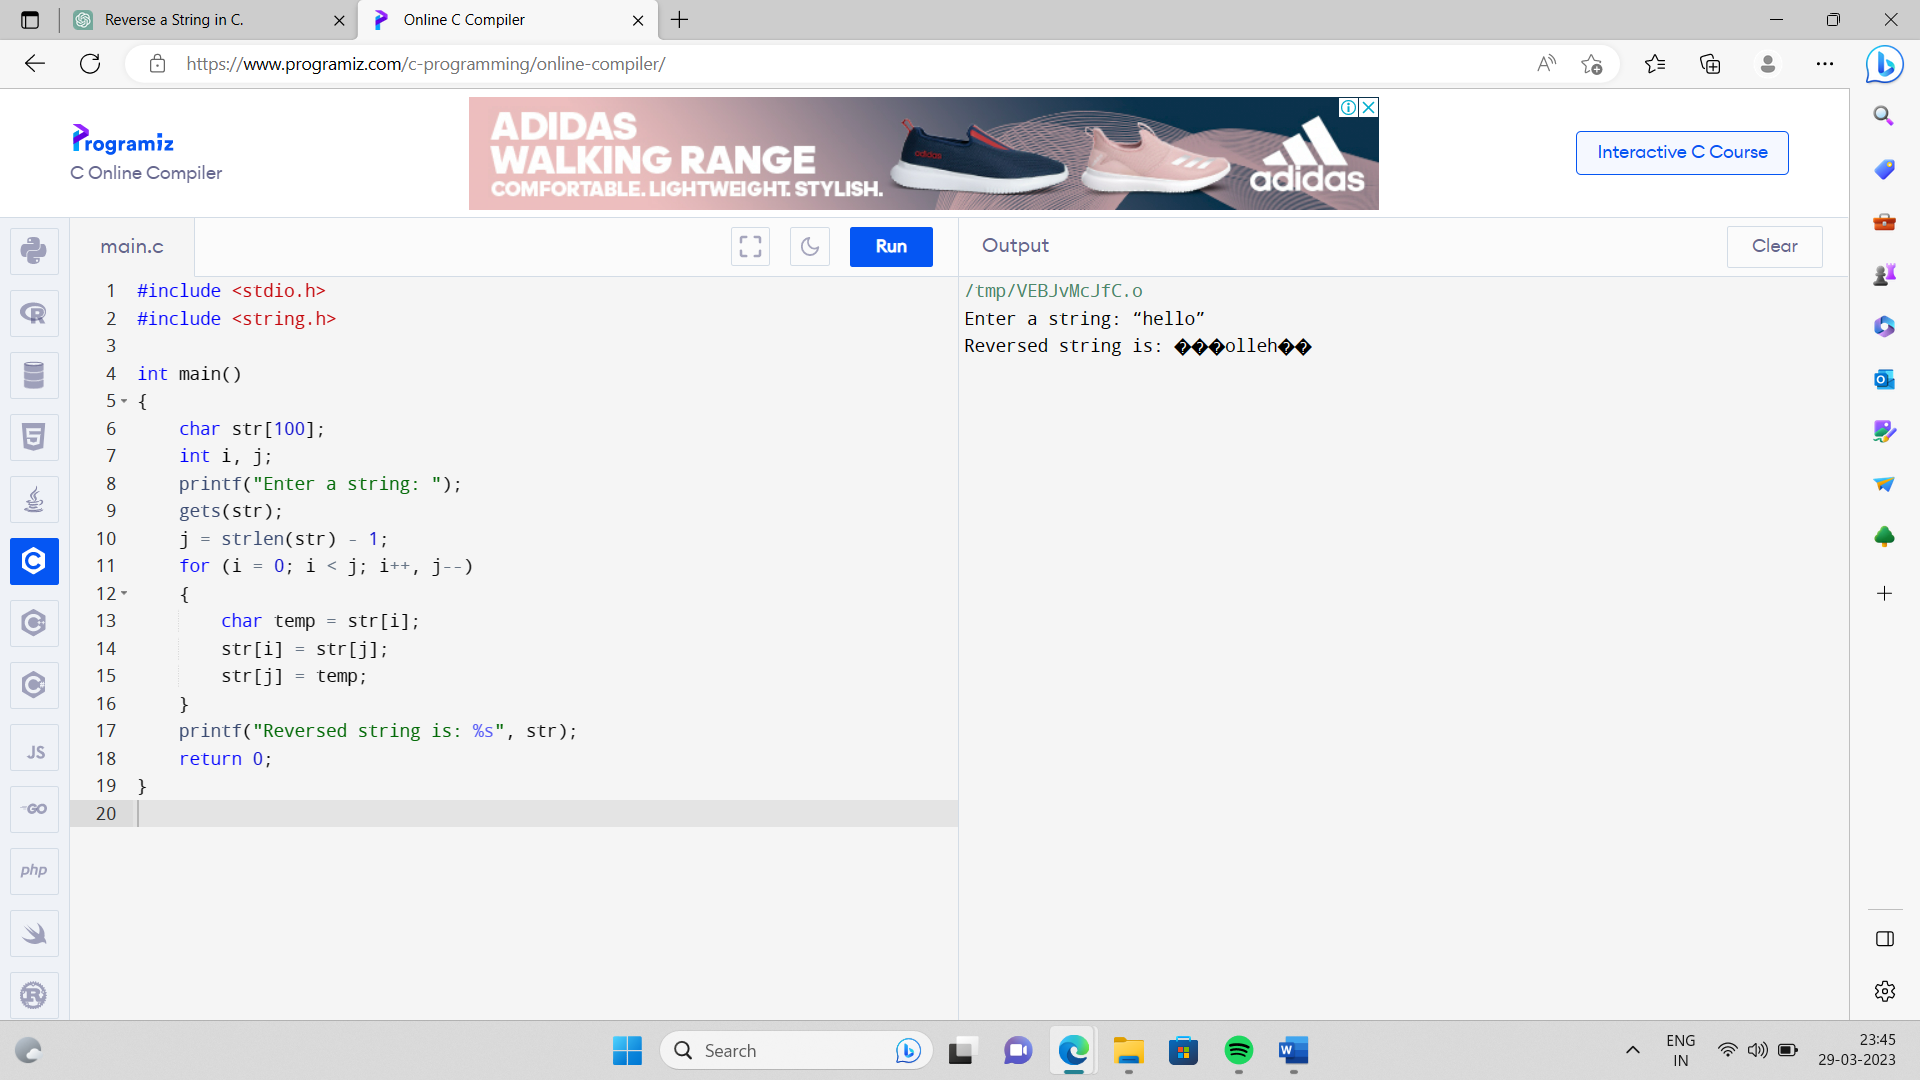 Reverse a String in C.
Online C Compiler
https://www.programiz.com/c-programming/online-compiler/
Programiz
C Online Compiler
ADIDAS
WALKING RANGE
COMFORTABLE. LIGHTWEIGHT. STYLISH.
adidas
adidas
Interactive C Course
main.c
Run
Output
Clear
1 #include <stdio.h>
2 #include <string.h>
3
4 int main()
5 {
6     char str[100];
7     int i, j;
8     printf("Enter a string: ");
9     gets(str);
10     j = strlen(str) - 1;
11     for (i = 0; i < j; i++, j--)
12     {
13         char temp = str[i];
14         str[i] = str[j];
15         str[j] = temp;
16     }
17     printf("Reversed string is: %s", str);
18     return 0;
19 }
20
/tmp/VEBJvMcJfC.o
Enter a string: “hello”
Reversed string is: ���olleh��
JS
GO
php
Search
ENG
IN
23:45
29-03-2023